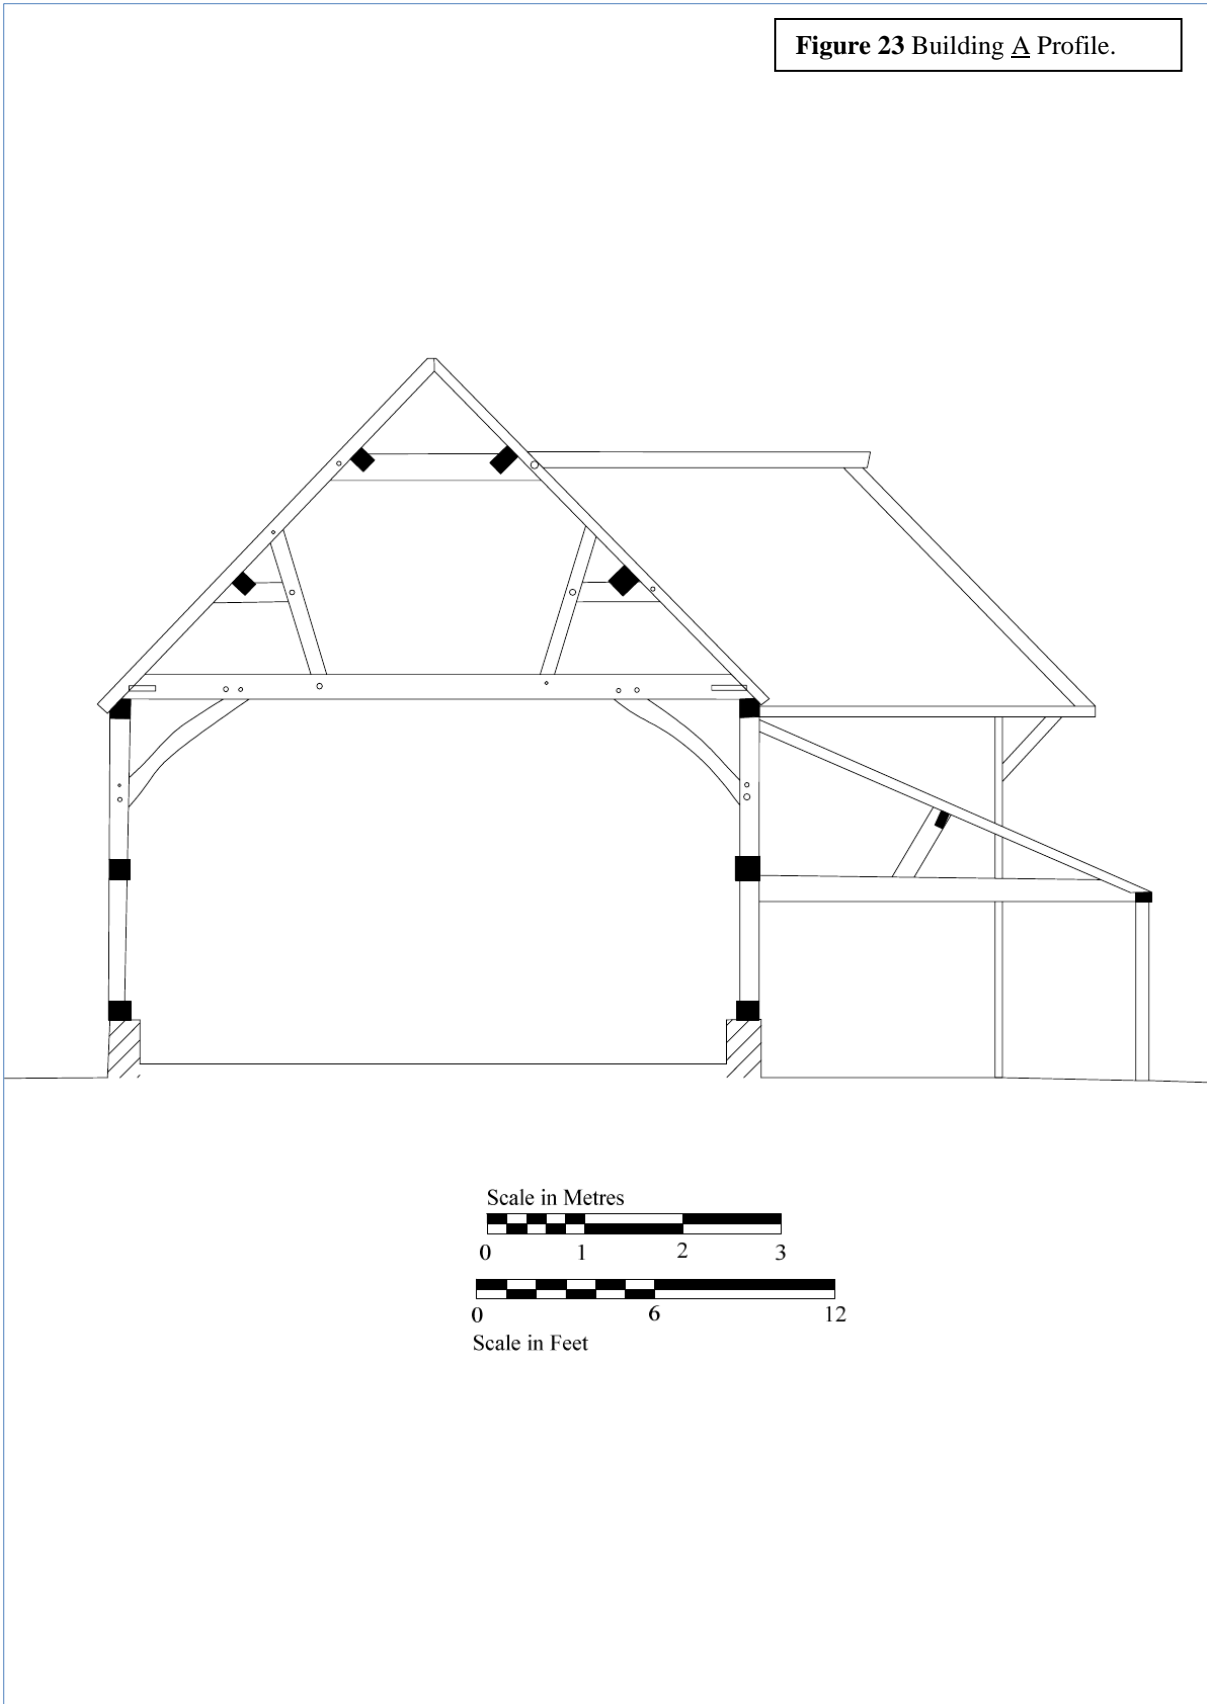 Figure 23 Building A Profile.
Scale in Metres
0 1 2 3
0 6 12
Scale in Feet